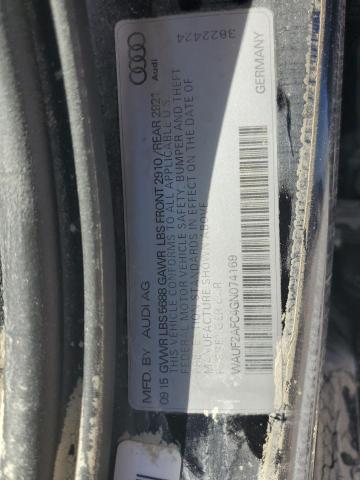 MFD. BY AUDI AG
09 15 GVWR LBS 5688 GAWR LBS FRONT 2910 / REAR 2921
THIS VEHICLE CONFORMS TO ALL APPLICABLE U.S.
FEDERAL MOTOR VEHICLE SAFETY, BUMPER AND THEFT
PREVENTION STANDARDS IN EFFECT ON THE DATE OF
MANUFACTURE SHOWN ABOVE
PASSENGER CAR
WAUF2AFC4GN074169
GERMANY
Audi
3822424